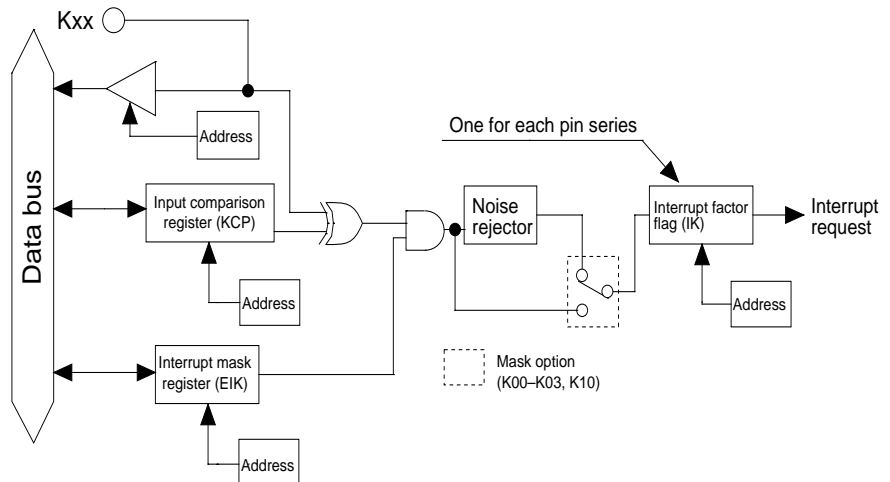 Kxx
Data bus
Address
One for each pin series
Input comparison
register (KCP)
Noise
rejector
Interrupt factor
flag (IK)
Interrupt
request
Address
Address
Interrupt mask
register (EIK)
Mask option
(K00–K03, K10)
Address